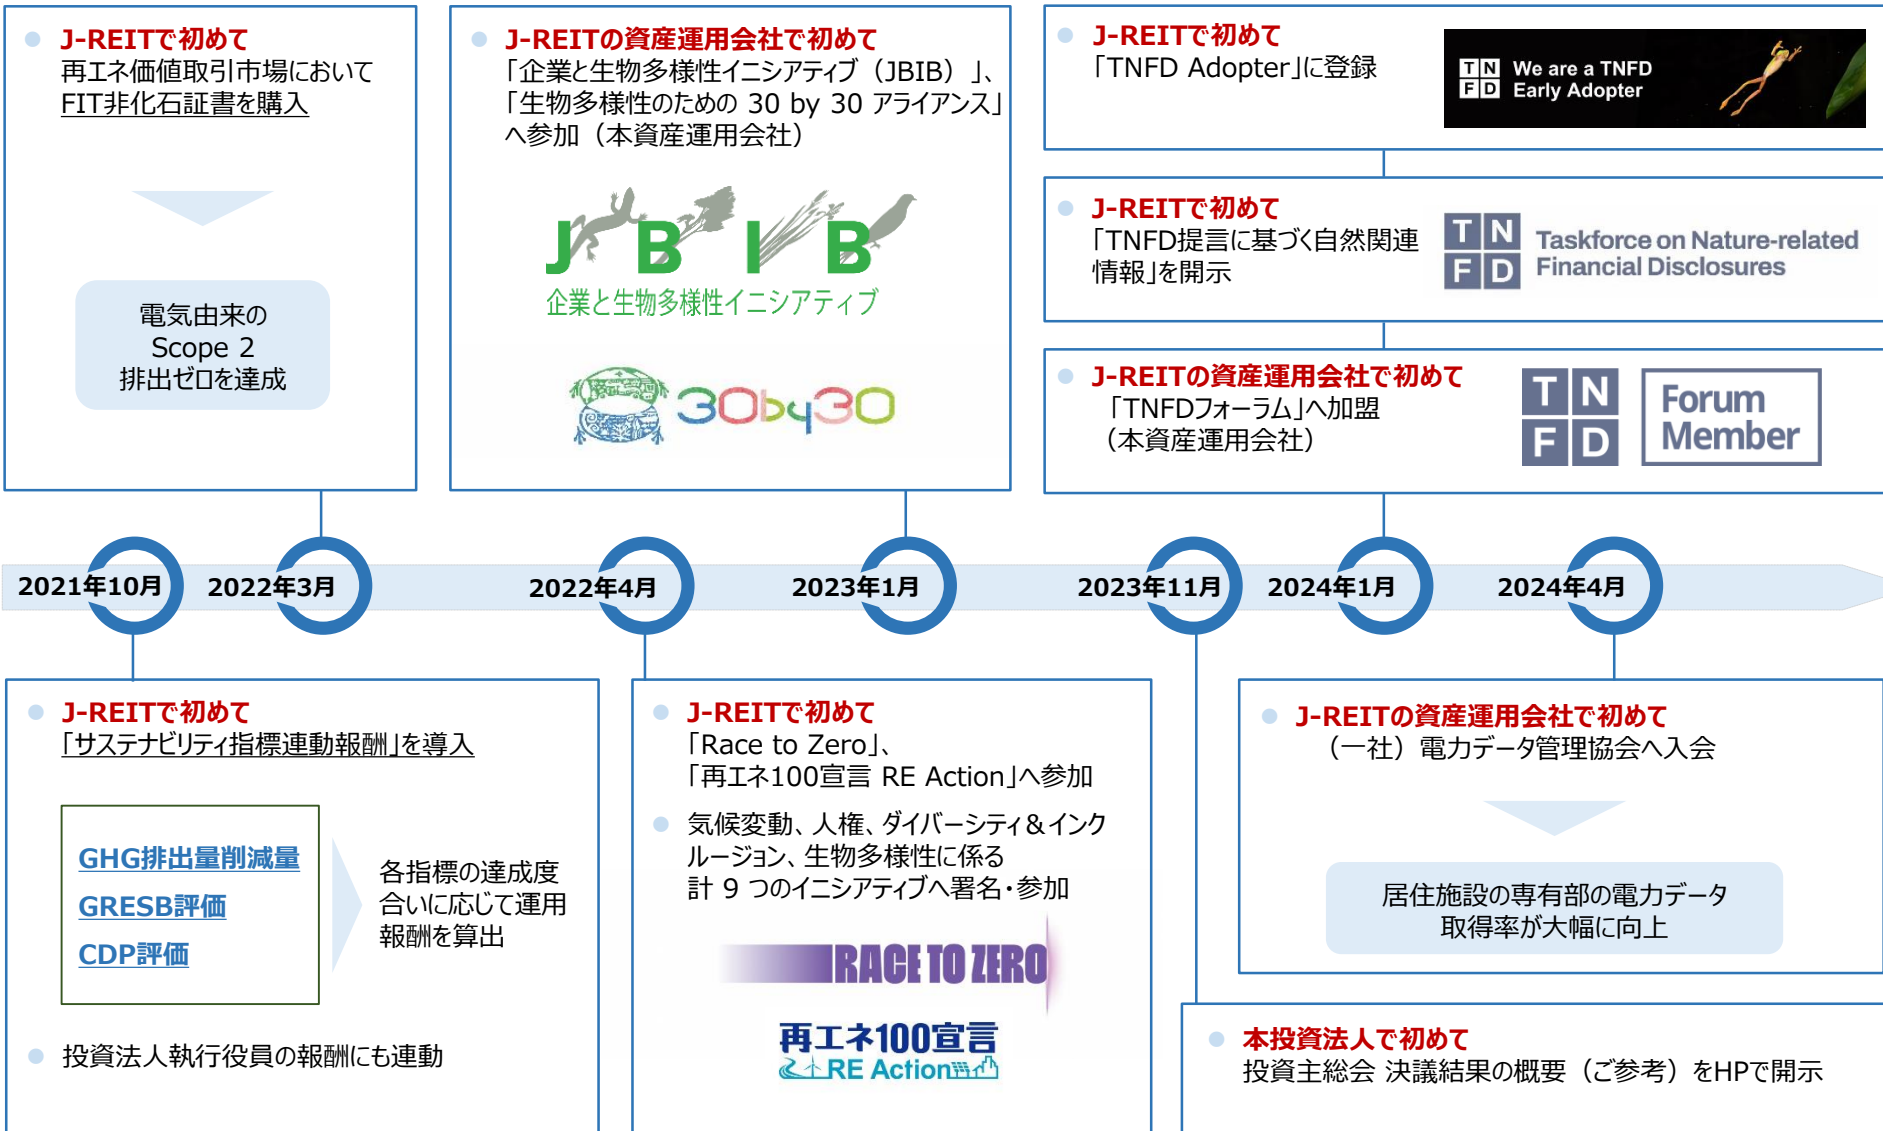 J-REITで初めて
再エネ価値取引市場において
FIT非化石証書を購入
電気由来の
Scope 2
排出ゼロを達成
J-REITの資産運用会社で初めて
「企業と生物多様性イニシアティブ（JBIB）」、
「生物多様性のための 30 by 30 アライアンス」
へ参加（本資産運用会社）
JBIB
企業と生物多様性イニシアティブ
30by30
J-REITで初めて
「TNFD Adopter」に登録
TN
FD
We are a TNFD
Early Adopter
J-REITで初めて
「TNFD提言に基づく自然関連
情報」を開示
TN
FD
Taskforce on Nature-related
Financial Disclosures
J-REITの資産運用会社で初めて
「TNFDフォーラム」へ加盟
（本資産運用会社）
TN
FD
Forum
Member
2021年10月
2022年3月
2022年4月
2023年1月
2023年11月
2024年1月
2024年4月
J-REITで初めて
「サステナビリティ指標連動報酬」を導入
GHG排出量削減量
GRESB評価
CDP評価
各指標の達成度
合いに応じて運用
報酬を算出
投資法人執行役員の報酬にも連動
J-REITで初めて
「Race to Zero」、
「再エネ100宣言 RE Action」へ参加
気候変動、人権、ダイバーシティ＆インク
ルージョン、生物多様性に係る
計 9 つのイニシアティブへ署名・参加
RACE TO ZERO
再エネ100宣言
RE Action
J-REITの資産運用会社で初めて
（一社）電力データ管理協会へ入会
居住施設の専有部の電力データ
取得率が大幅に向上
本投資法人で初めて
投資主総会 決議結果の概要（ご参考）をHPで開示